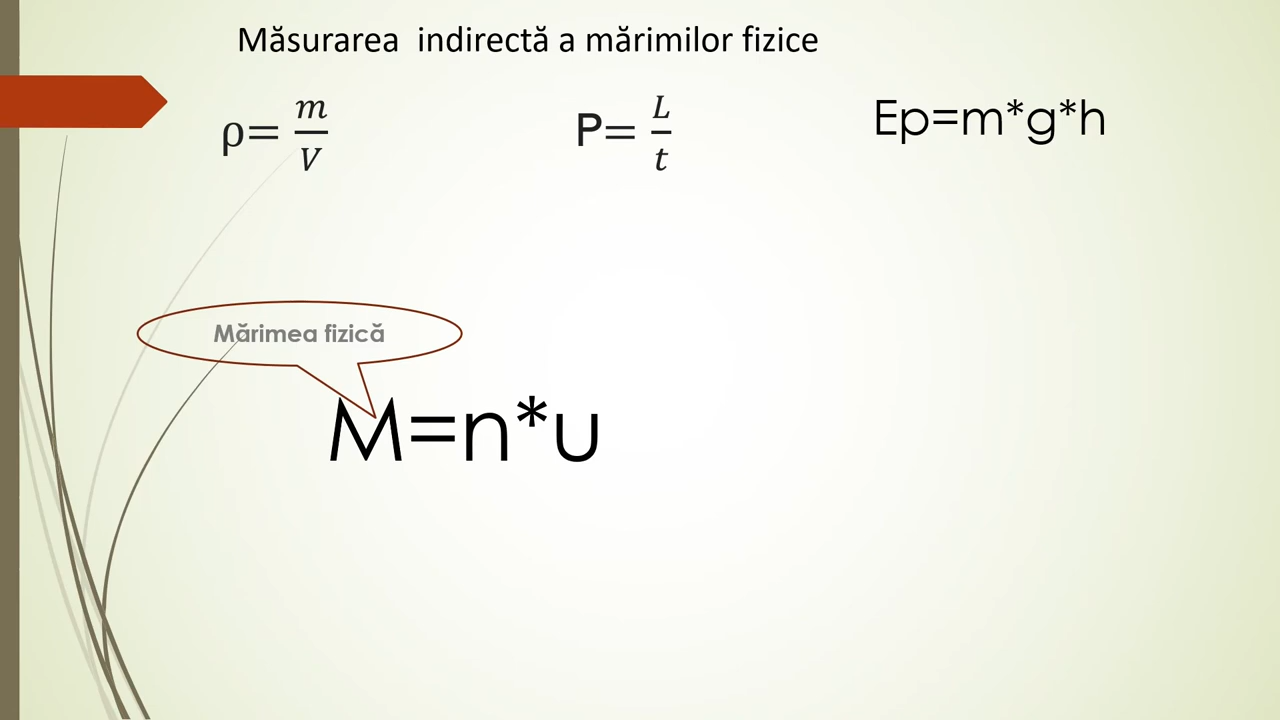 Măsurarea indirectă a mărimilor fizice
ρ= m/V
P= L/t
Ep=m*g*h
Mărimea fizică
M=n*u